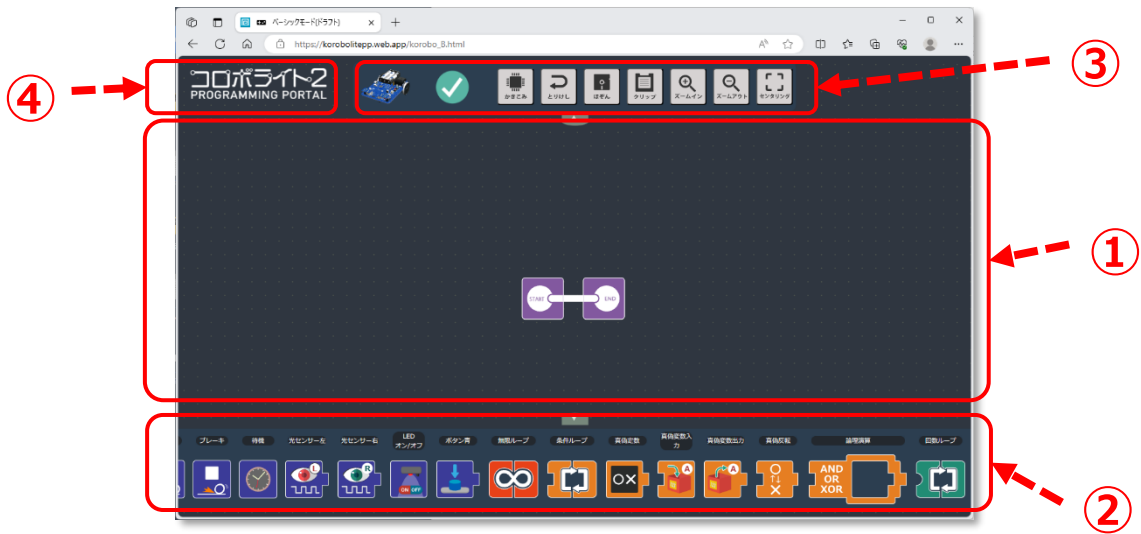 ベーシックモード(ドラフト)
https://korobolitepp.web.app/korobo_B.html
コロボライト2
PROGRAMMING PORTAL
かきこみ
とりけし
ほぞん
クリップ
ズームイン
ズームアウト
センタリング
④
③
①
START
END
ブレーキ
待機
光センサー左
光センサー右
LED
オン/オフ
ボタン青
無限ループ
条件ループ
真偽定数
真偽変数入
力
真偽変数出力
真偽反転
論理演算
回数ループ
L
R
ON OFF
A
A
AND
OR
XOR
②